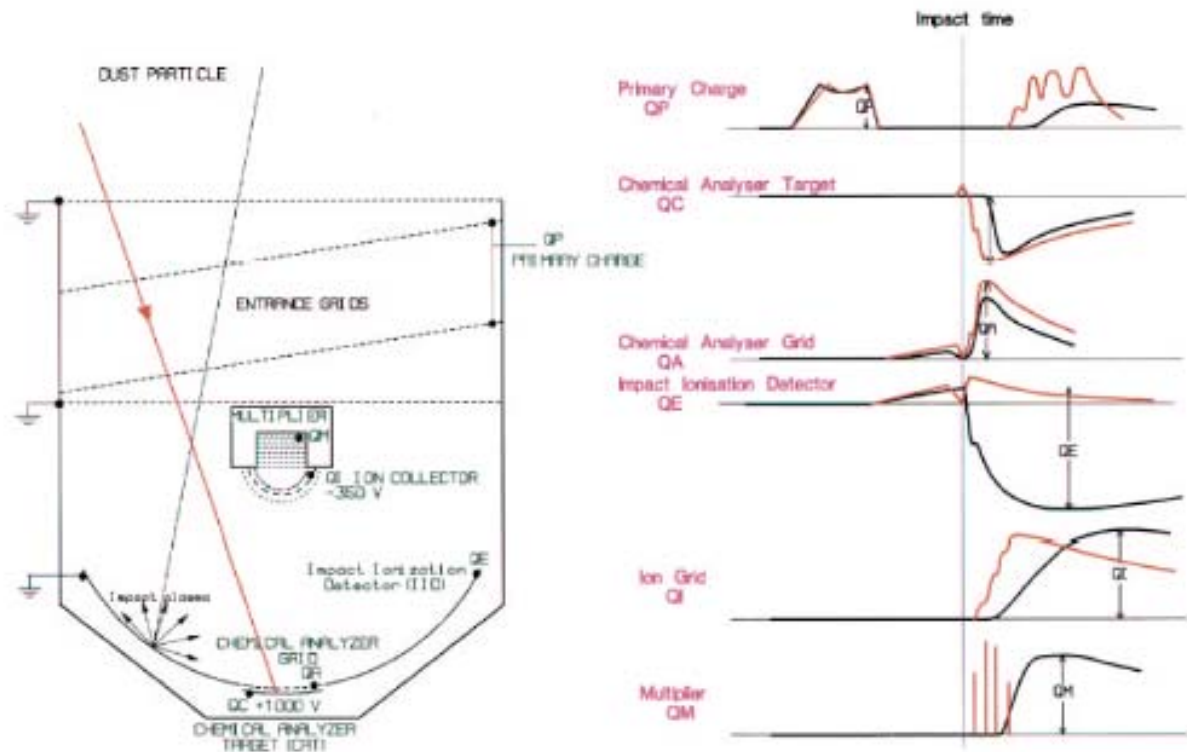 DUST PARTICLE
QP
PRIMARY CHARGE
ENTRANCE GRIDS
MULTIPLIER
QM
QI ION COLLECTOR
-350 V
Impact Ionization
Detector (IID)
QE
Impact plasma
CHEMICAL ANALYZER
GRID
QA
QC +1000 V
CHEMICAL ANALYZER
TARGET (CAT)
Impact time
Primary Charge
QP
QP
Chemical Analyser Target
QC
Chemical Analyser Grid
QA
Impact Ionisation Detector
QE
QE
Ion Grid
QI
QI
Multiplier
QM
QM